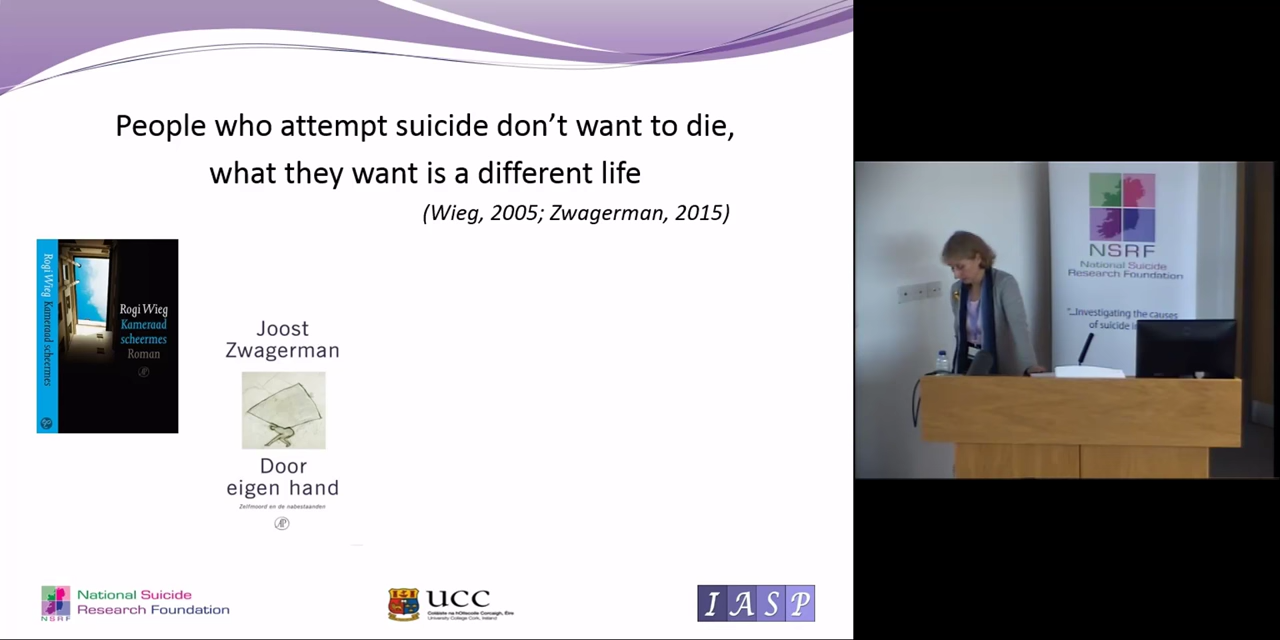 People who attempt suicide don’t want to die,
what they want is a different life
(Wieg, 2005; Zwagerman, 2015)
Rogi Wieg Kameraad scheermes
Rogi Wieg
Kameraad
scheermes
Roman
Joost
Zwagerman
Door
eigen hand
Zelfmoord en de nabestaanden
AP
National Suicide
Research Foundation
NSRF
UCC
Coláiste na hOllscoile Corcaigh, Éire
University College Cork, Ireland
IASP
NSRF
National Suicide
Research Foundation
"...Investigating the causes
of suicide